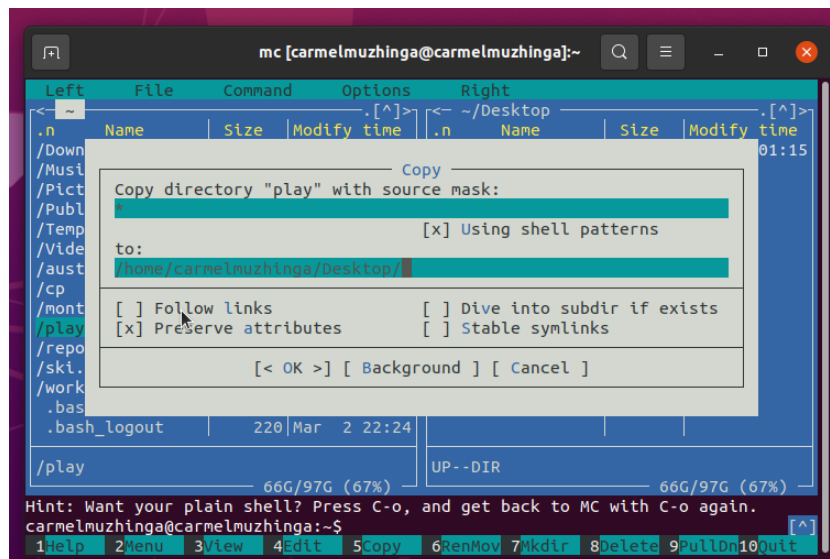 mc [carmelmuzhinga@carmelmuzhinga]:~
Left File Command Options Right
<─ ~ .[^]> <─ ~/Desktop .[^]>
.n Name Size Modify time .n Name Size Modify time
/Down 01:15
/Musi
/Pict
/Publ
/Temp
/Vide
/aust
/cp
/mont
/play
/repo
/ski.
/work
.bas
.bash_logout 220 Mar 2 22:24
Copy
Copy directory "play" with source mask:
*
[x] Using shell patterns
to:
/home/carmelmuzhinga/Desktop/
[ ] Follow links [ ] Dive into subdir if exists
[x] Preserve attributes [ ] Stable symlinks
[< OK >] [ Background ] [ Cancel ]
/play UP--DIR
66G/97G (67%) 66G/97G (67%)
Hint: Want your plain shell? Press C-o, and get back to MC with C-o again.
carmelmuzhinga@carmelmuzhinga:~$ [^]
1Help 2Menu 3View 4Edit 5Copy 6RenMov 7Mkdir 8Delete 9PullDn 10Quit